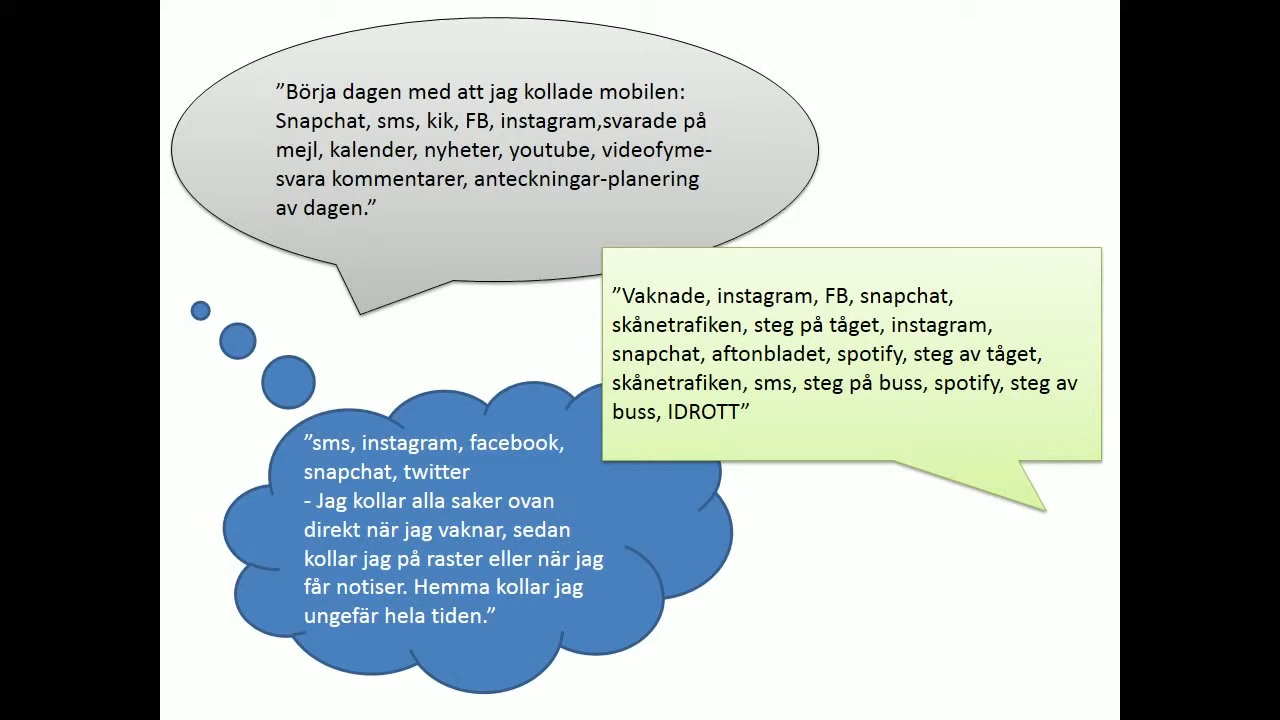 ”Börja dagen med att jag kollade mobilen:
Snapchat, sms, kik, FB, instagram,svarade på
mejl, kalender, nyheter, youtube, videofyme-
svara kommentarer, anteckningar-planering
av dagen.”
”Vaknade, instagram, FB, snapchat,
skånetrafiken, steg på tåget, instagram,
snapchat, aftonbladet, spotify, steg av tåget,
skånetrafiken, sms, steg på buss, spotify, steg av
buss, IDROTT”
”sms, instagram, facebook,
snapchat, twitter
- Jag kollar alla saker ovan
direkt när jag vaknar, sedan
kollar jag på raster eller när jag
får notiser. Hemma kollar jag
ungefär hela tiden.”